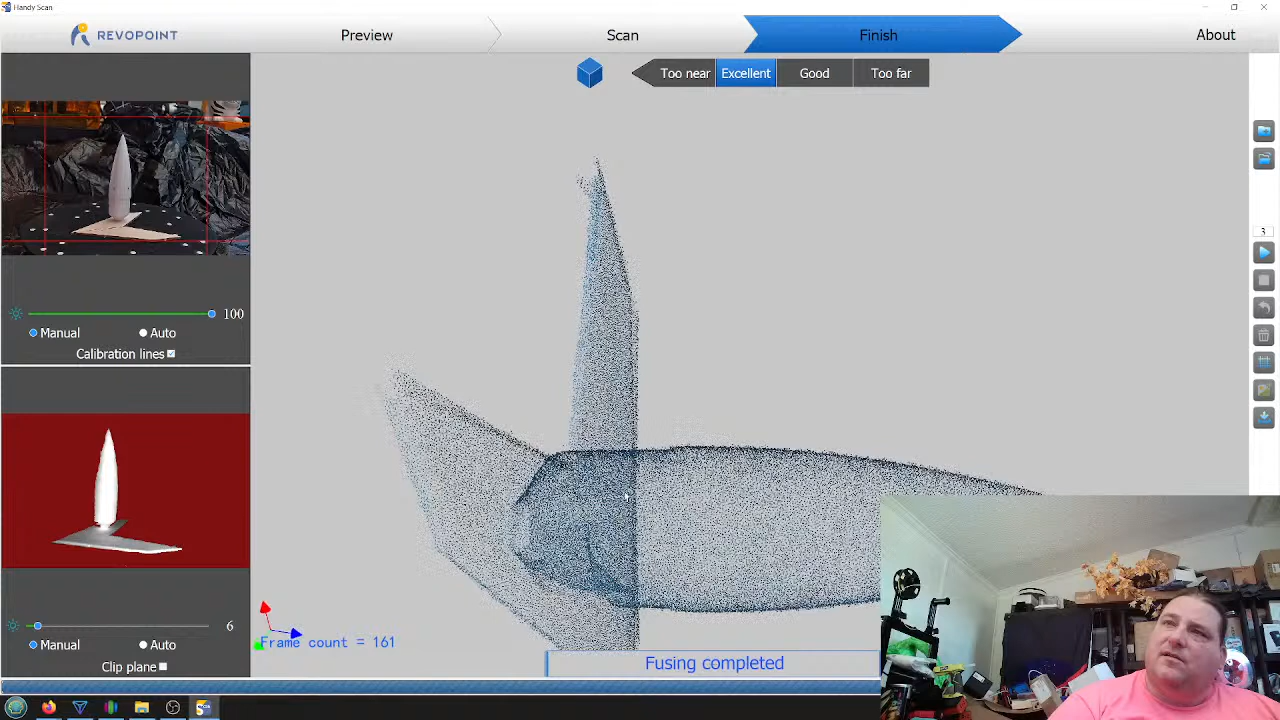 Handy Scan
REVOPOINT
Preview
Scan
Finish
About
Too near
Excellent
Good
Too far
3
100
Manual
Auto
Calibration lines
6
Manual
Auto
Clip plane
Frame count = 161
Fusing completed